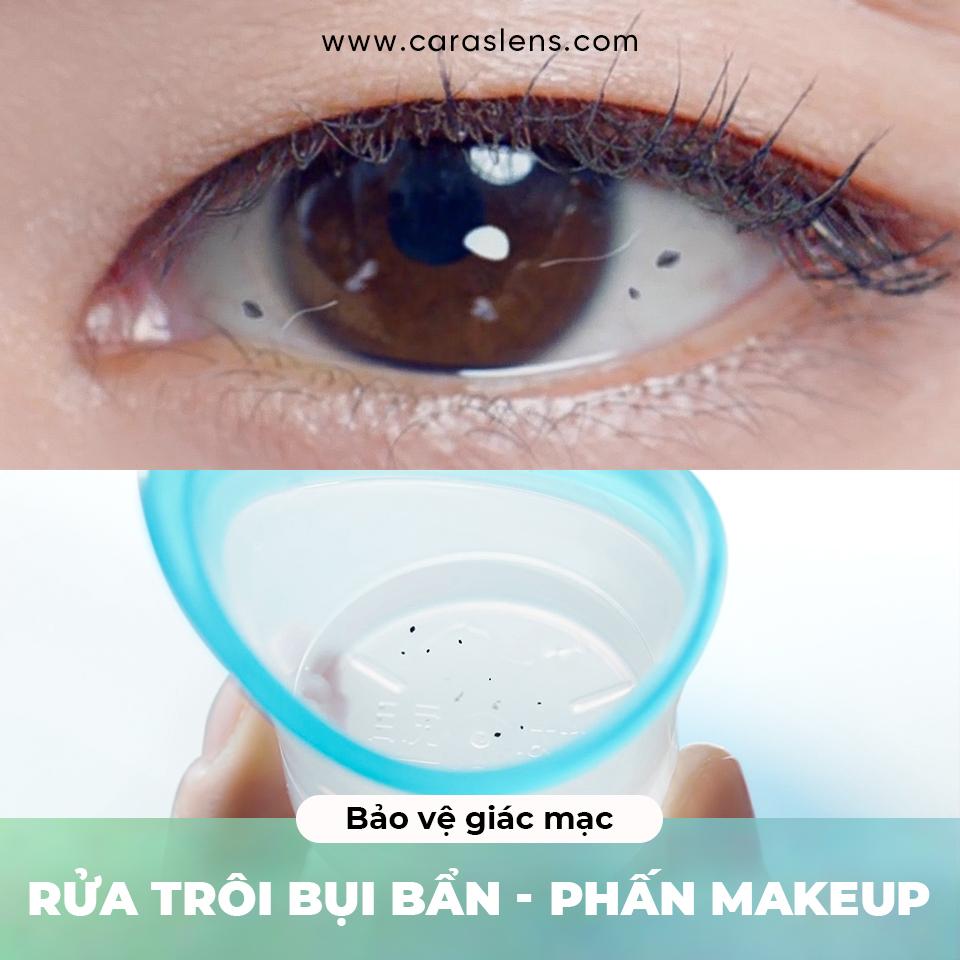 www.caraslens.com
Bảo vệ giác mạc
RỬA TRÔI BỤI BẨN - PHẤN MAKEUP